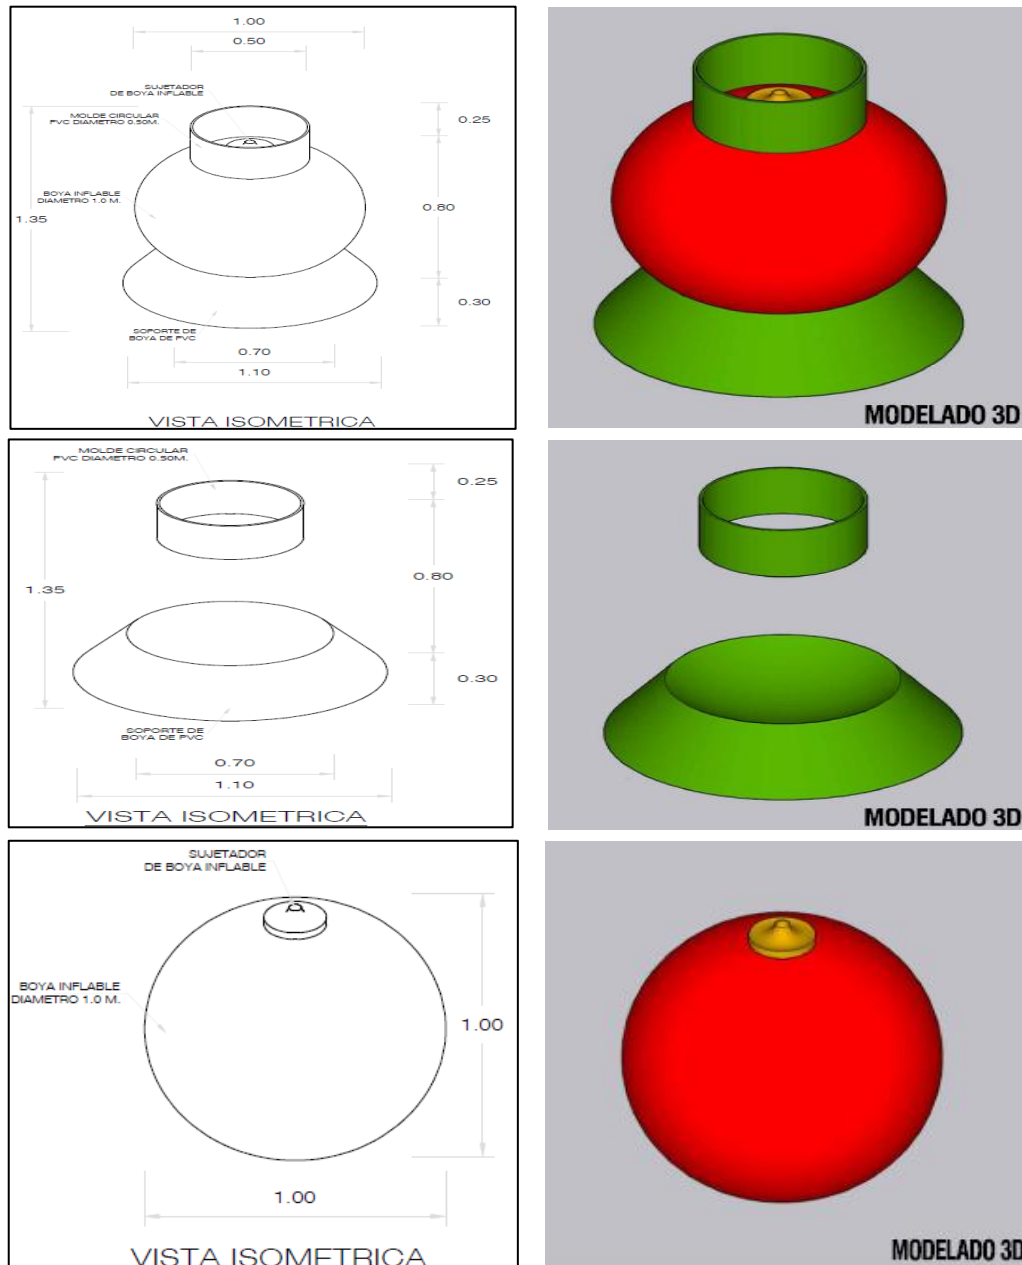 1.00
0.50
SUJETADOR
DE BOYA INFLABLE
MOLDE CIRCULAR
PVC DIAMETRO 0.50M.
0.25
BOYA INFLABLE
DIAMETRO 1.0 M.
1.35
0.80
0.30
SOPORTE DE
BOYA DE PVC
0.70
1.10
VISTA ISOMETRICA
MODELADO 3D
MOLDE CIRCULAR
PVC DIAMETRO 0.50M.
0.25
1.35
0.80
0.30
SOPORTE DE
BOYA DE PVC
0.70
1.10
VISTA ISOMETRICA
MODELADO 3D
SUJETADOR
DE BOYA INFLABLE
BOYA INFLABLE
DIAMETRO 1.0 M.
1.00
1.00
VISTA ISOMETRICA
MODELADO 3D